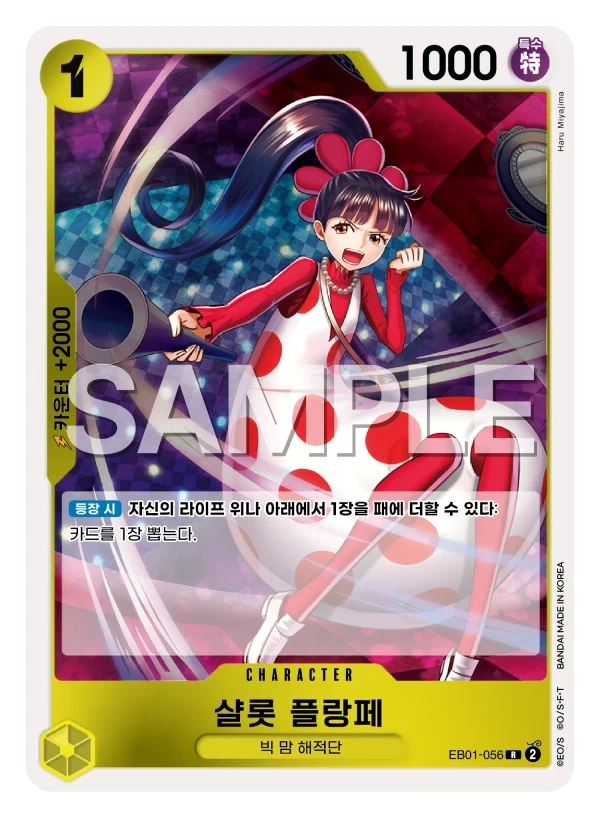 1
1000
특수
特
Haru Miyajima
카운터 +2000
SAMPLE
등장 시 자신의 라이프 위나 아래에서 1장을 패에 더할 수 있다:
카드를 1장 뽑는다.
CHARACTER
샬롯 플랑페
빅 맘 해적단
EB01-056 R 2
©E.O/S ©O/S·F·T BANDAI MADE IN KOREA